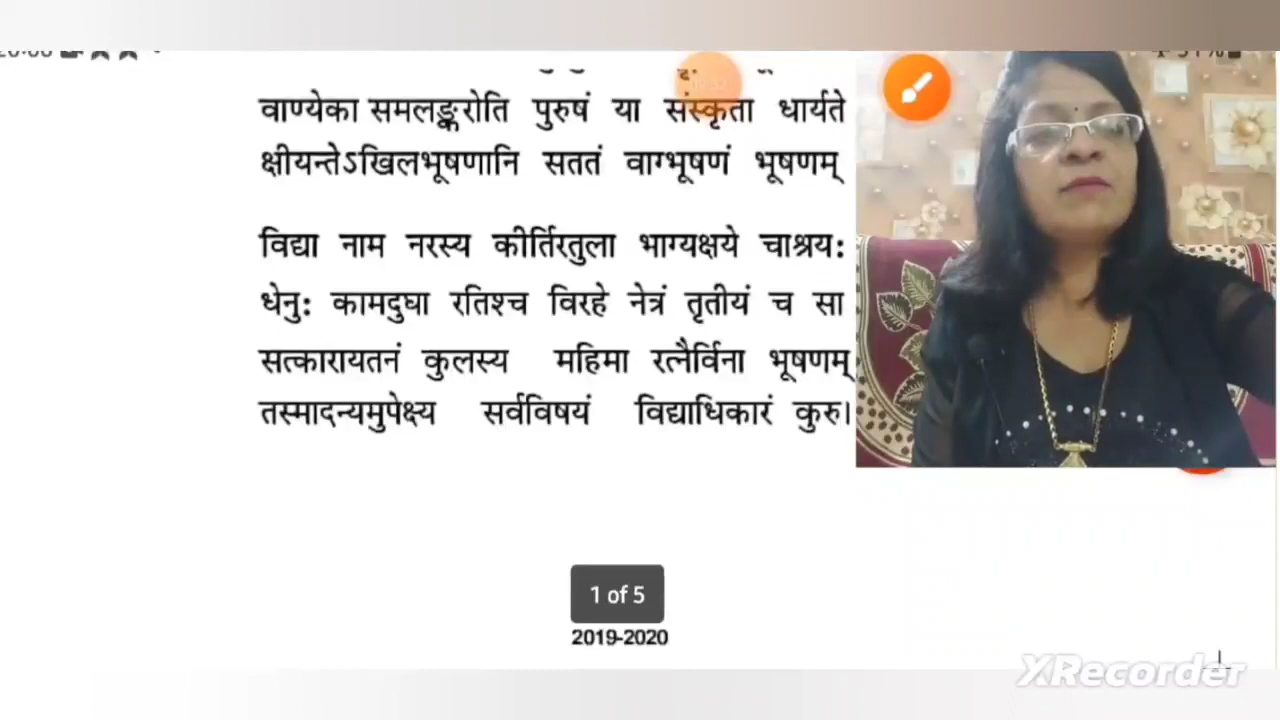 वाण्येका समलङ्करोति पुरुषं या संस्कृता धार्यते
क्षीयन्तेऽखिलभूषणानि सततं वाग्भूषणं भूषणम्
विद्या नाम नरस्य कीर्तिरतुला भाग्यक्षये चाश्रय:
धेनु: कामदुघा रतिश्च विरहे नेत्रं तृतीयं च सा
सत्कारायतनं कुलस्य महिमा रत्नैर्विना भूषणम्
तस्मादन्यमुपेक्ष्य सर्वविषयं विद्याधिकारं कुरु।
1 of 5
2019-2020
XRecorder